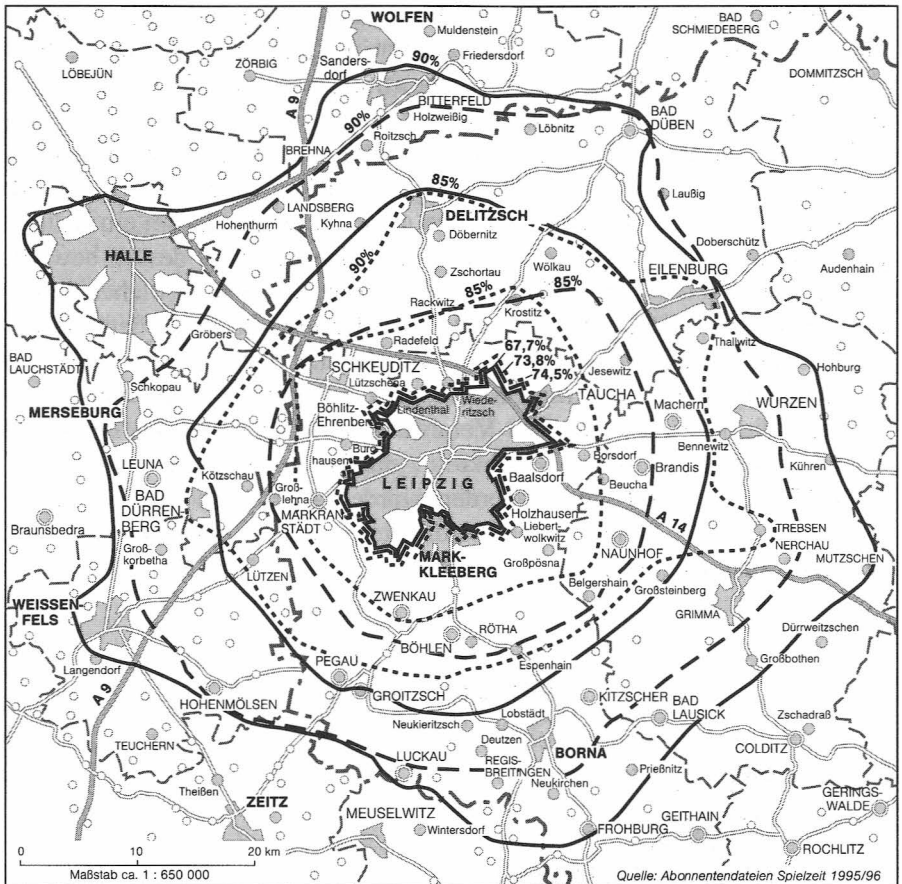 WOLFEN
Muldenstein
BAD
SCHMIEDEBERG
LÖBEJÜN
ZÖRBIG
Sanders-
dorf
90%
Friedersdorf
DOMMITZSCH
A 9
BITTERFELD
Holzweißig
90%
Roitzsch
Löbnitz
BAD
DÜBEN
BREHNA
85%
Laußig
LANDSBERG
Hohenthurm
Kyhna
DELITZSCH
Döbernitz
Doberschütz
HALLE
90%
Zschortau
Wölkau
EILENBURG
Audenhain
85%
85%
Rackwitz
Krostitz
Gröbers
Radefeld
67,7%
73,8%
74,5%
Thallwitz
Hohburg
BAD
LAUCHSTÄDT
SCHKEUDITZ
Jesewitz
Schkopau
Lützschena
TAUCHA
MERSEBURG
Böhlitz-
Ehrenberg
Lindenthal
Wiede-
ritzsch
Machern
WURZEN
Burg
hausen
Borsdorf
Bennewitz
LEUNA
Kötzschau
LEIPZIG
Baalsdorf
Brandis
Kühren
BAD
DÜRREN
BERG
Groß-
lehna
Beucha
Braunsbedra
MARKRAN
STÄDT
Holzhausen
A 14
TREBSEN
Groß-
korbetha
MARK-
KLEEBERG
Liebert-
wolkwitz
NAUNHOF
NERCHAU
MUTZSCHEN
LÜTZEN
Großpösna
WEISSEN-
FELS
ZWENKAU
Belgershain
Großsteinberg
GRIMMA
BÖHLEN
RÖTHA
Dürrweitzschen
Langendorf
PEGAU
Espenhain
Großbothen
A 9
HOHENMÖLSEN
GROITZSCH
KITZSCHER
BAD
LAUSICK
Neukieritzsch
Lobstädt
Zschadraß
TEUCHERN
Deutzen
BORNA
COLDITZ
LUCKAU
REGIS-
BREITINGEN
Prießnitz
Theißen
Neukirchen
GERINGS-
WALDE
ZEITZ
MEUSELWITZ
Wintersdorf
FROHBURG
GEITHAIN
ROCHLITZ
0 10 20 km
Maßstab ca. 1 : 650 000
Quelle: Abonnentendateien Spielzeit 1995/96